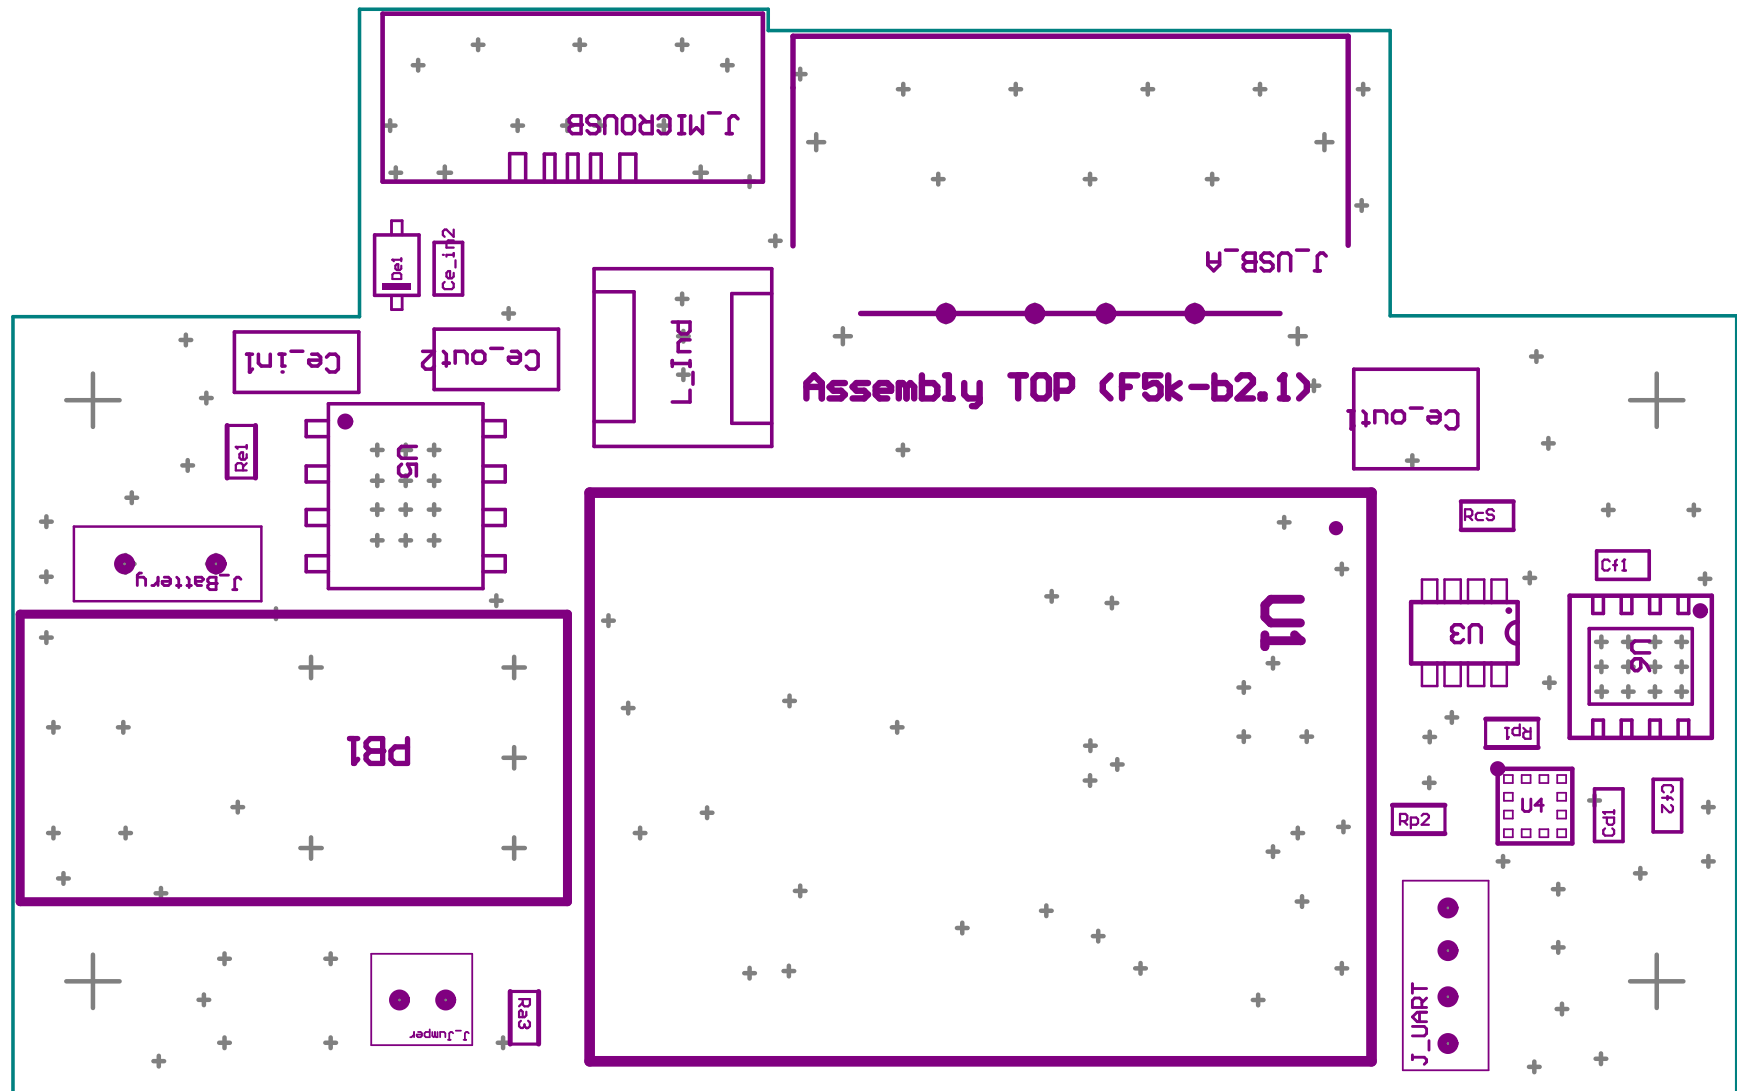 J_MICROUSB
J_USB_A
De1
Ce_in2
Ce_in1
Ce_out2
L_Ind
Assembly TOP (F5k-b2.1)
Ce_out1
Re1
U5
RcS
J_Battery
Cf1
U1
U3
U6
PB1
Rp1
Rp2
U4
Cd1
Cf2
J_Jumper
Ra3
J_UART